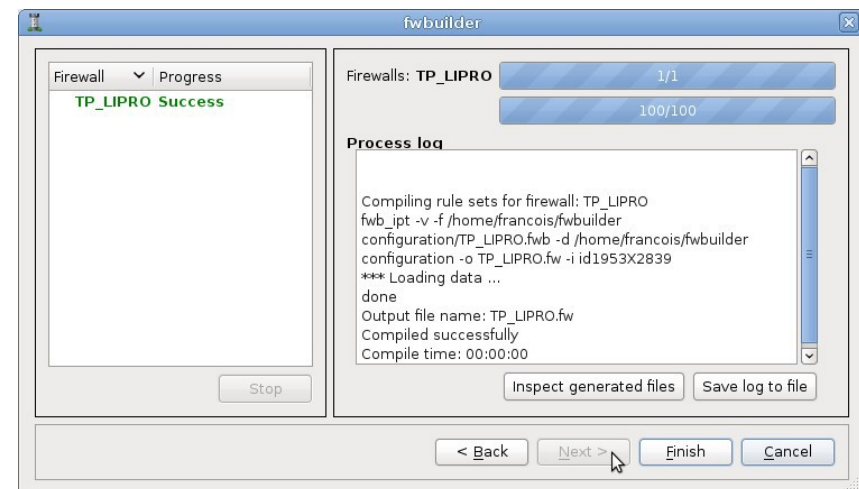 fwbuilder
Firewall Progress
TP_LIPRO Success
Stop
Firewalls: TP_LIPRO
1/1
100/100
Process log
Compiling rule sets for firewall: TP_LIPRO
fwb_ipt -v -f /home/francois/fwbuilder
configuration/TP_LIPRO.fwb -d /home/francois/fwbuilder
configuration -o TP_LIPRO.fw -i id1953X2839
*** Loading data ...
done
Output file name: TP_LIPRO.fw
Compiled successfully
Compile time: 00:00:00
Inspect generated files Save log to file
< Back Next > Finish Cancel